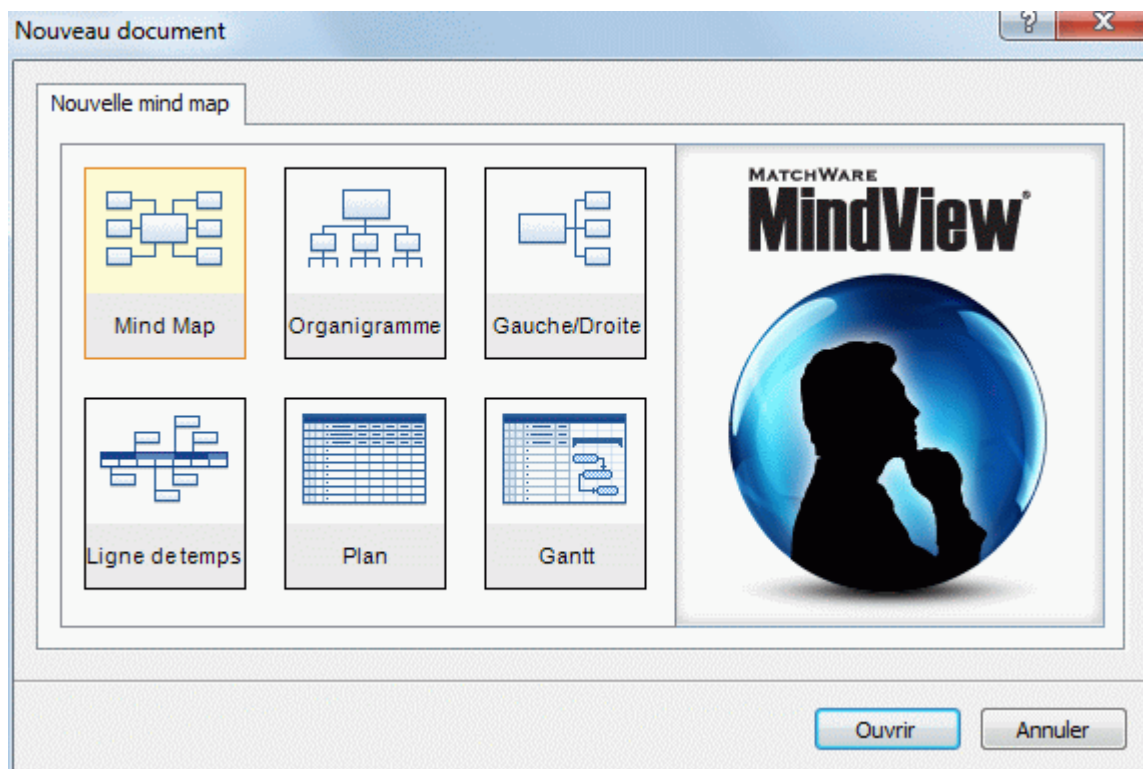 Nouveau document
Nouvelle mind map
Mind Map
Organigramme
Gauche/Droite
Ligne de temps
Plan
Gantt
MATCHWARE
MindView®
Ouvrir
Annuler